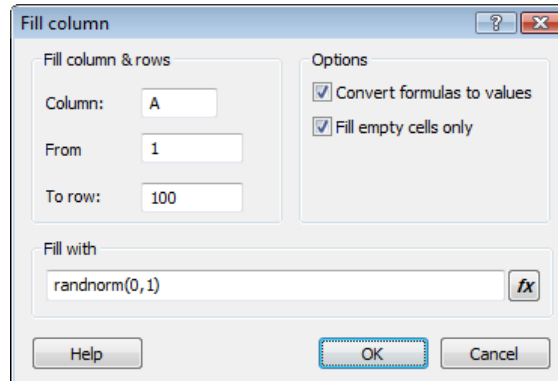 Fill column
Fill column & rows
Column: A
From 1
To row: 100
Options
Convert formulas to values
Fill empty cells only
Fill with
randnorm(0,1) fx
Help OK Cancel